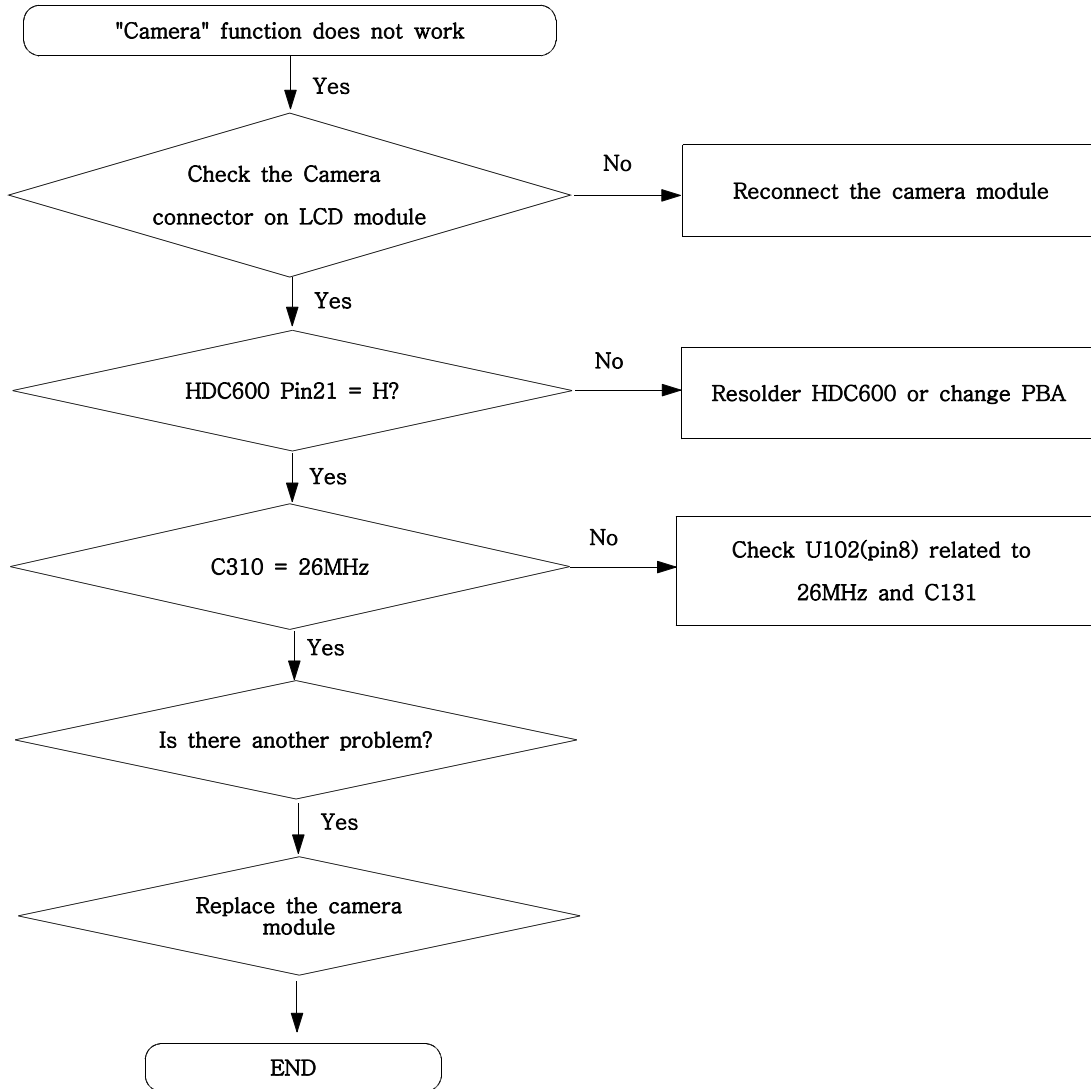 "Camera" function does not work
Yes
Check the Camera
connector on LCD module
No
Reconnect the camera module
Yes
HDC600 Pin21 = H?
No
Resolder HDC600 or change PBA
Yes
C310 = 26MHz
No
Check U102(pin8) related to
26MHz and C131
Yes
Is there another problem?
Yes
Replace the camera
module
END